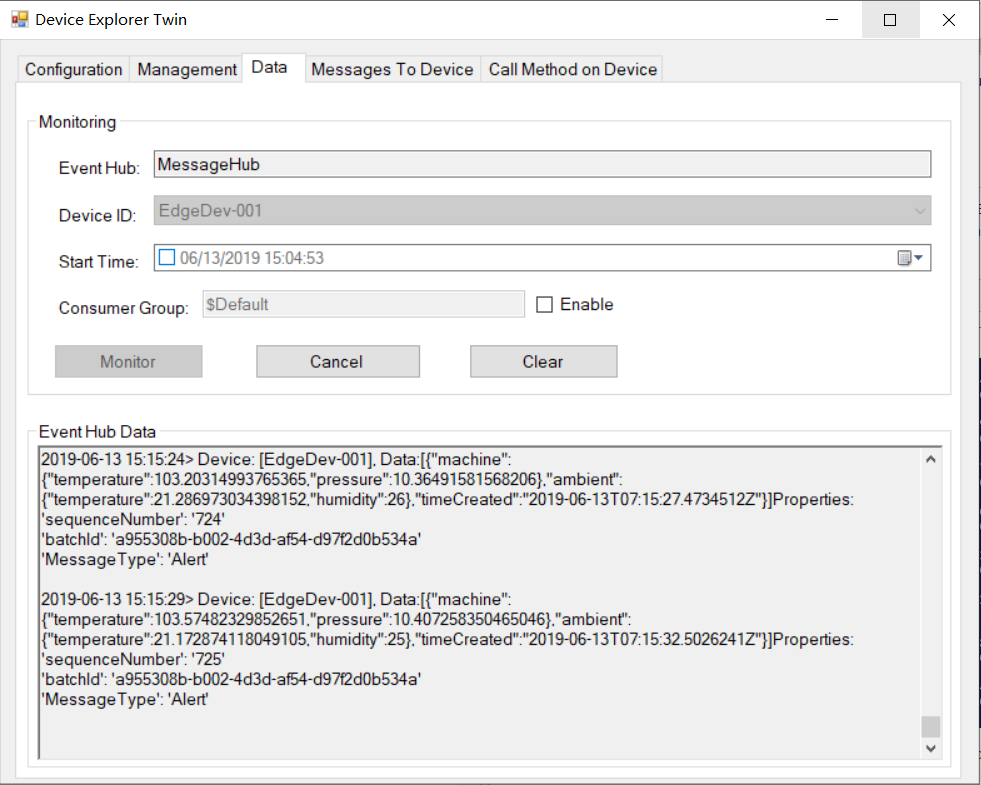 Device Explorer Twin
Configuration Management Data Messages To Device Call Method on Device
Monitoring
Event Hub: MessageHub
Device ID: EdgeDev-001
Start Time: 06/13/2019 15:04:53
Consumer Group: $Default Enable
Monitor Cancel Clear
Event Hub Data
2019-06-13 15:15:24> Device: [EdgeDev-001], Data:[{"machine":
{"temperature":103.20314993765365,"pressure":10.36491581568206},"ambient":
{"temperature":21.286973034398152,"humidity":26},"timeCreated":"2019-06-13T07:15:27.4734512Z"}]Properties:
'sequenceNumber': '724'
'batchId': 'a955308b-b002-4d3d-af54-d97f2d0b534a'
'MessageType': 'Alert'
2019-06-13 15:15:29> Device: [EdgeDev-001], Data:[{"machine":
{"temperature":103.57482329852651,"pressure":10.407258350465046},"ambient":
{"temperature":21.172874118049105,"humidity":25},"timeCreated":"2019-06-13T07:15:32.5026241Z"}]Properties:
'sequenceNumber': '725'
'batchId': 'a955308b-b002-4d3d-af54-d97f2d0b534a'
'MessageType': 'Alert'